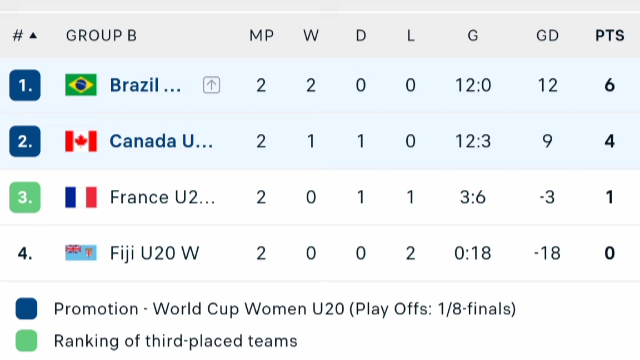 # ▲ GROUP B MP W D L G GD PTS
1. Brazil ... 2 2 0 0 12:0 12 6
2. Canada U... 2 1 1 0 12:3 9 4
3. France U2... 2 0 1 1 3:6 -3 1
4. Fiji U20 W 2 0 0 2 0:18 -18 0
Promotion - World Cup Women U20 (Play Offs: 1/8-finals)
Ranking of third-placed teams